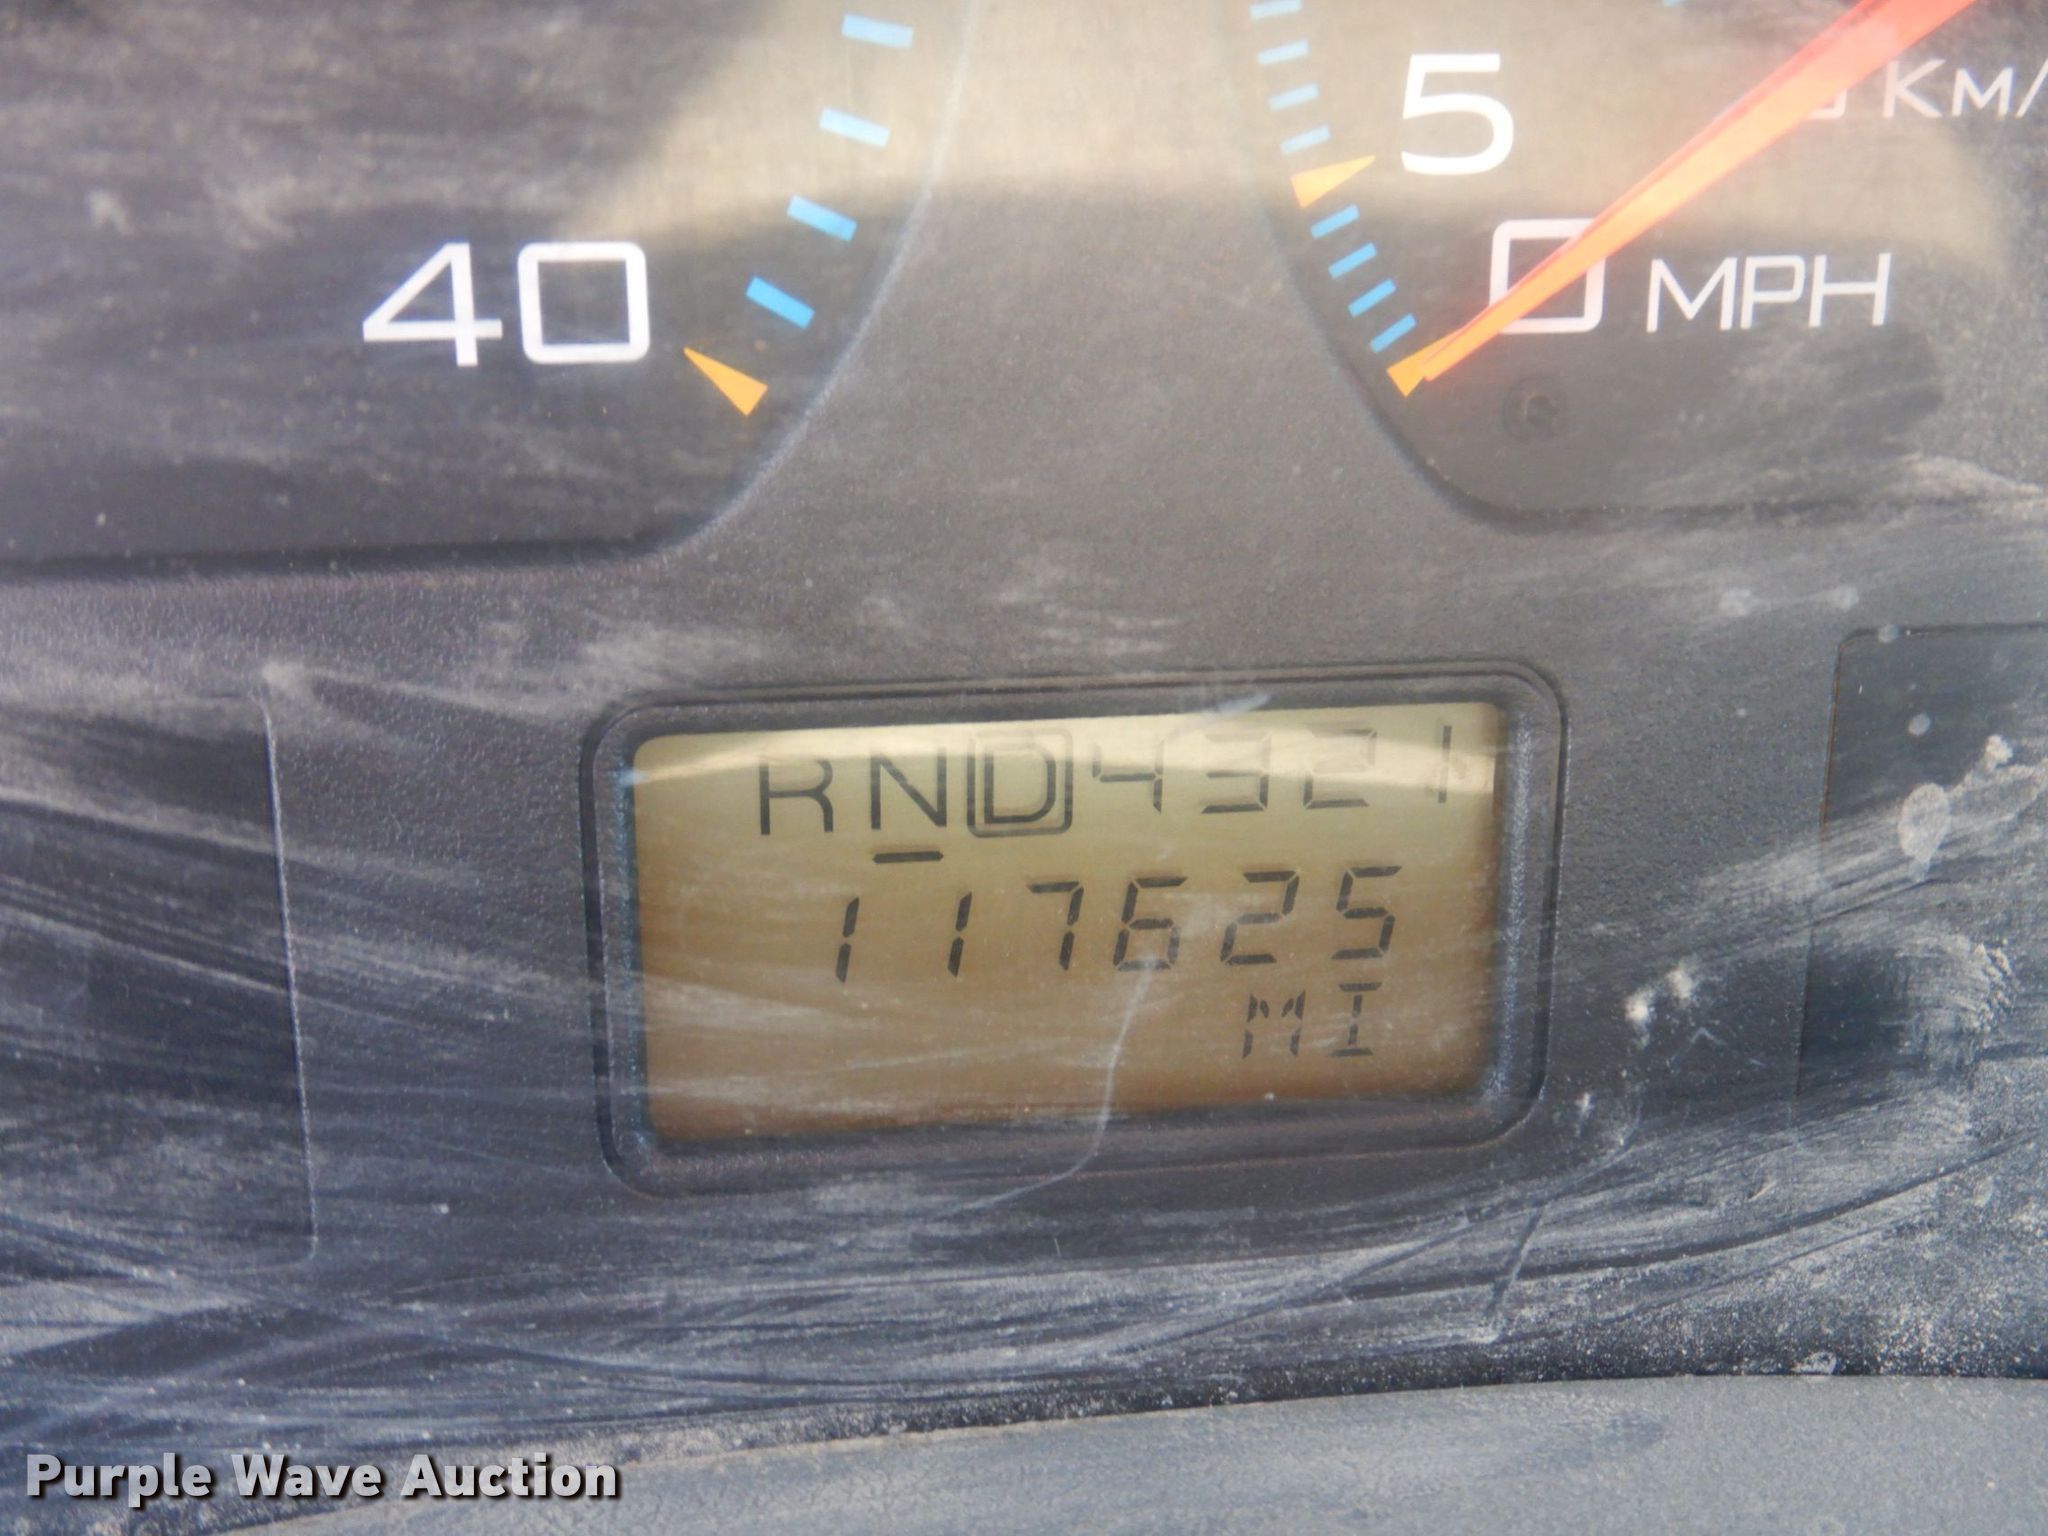 40
5
Km/
0 MPH
RND4321
117625
MI
Purple Wave Auction